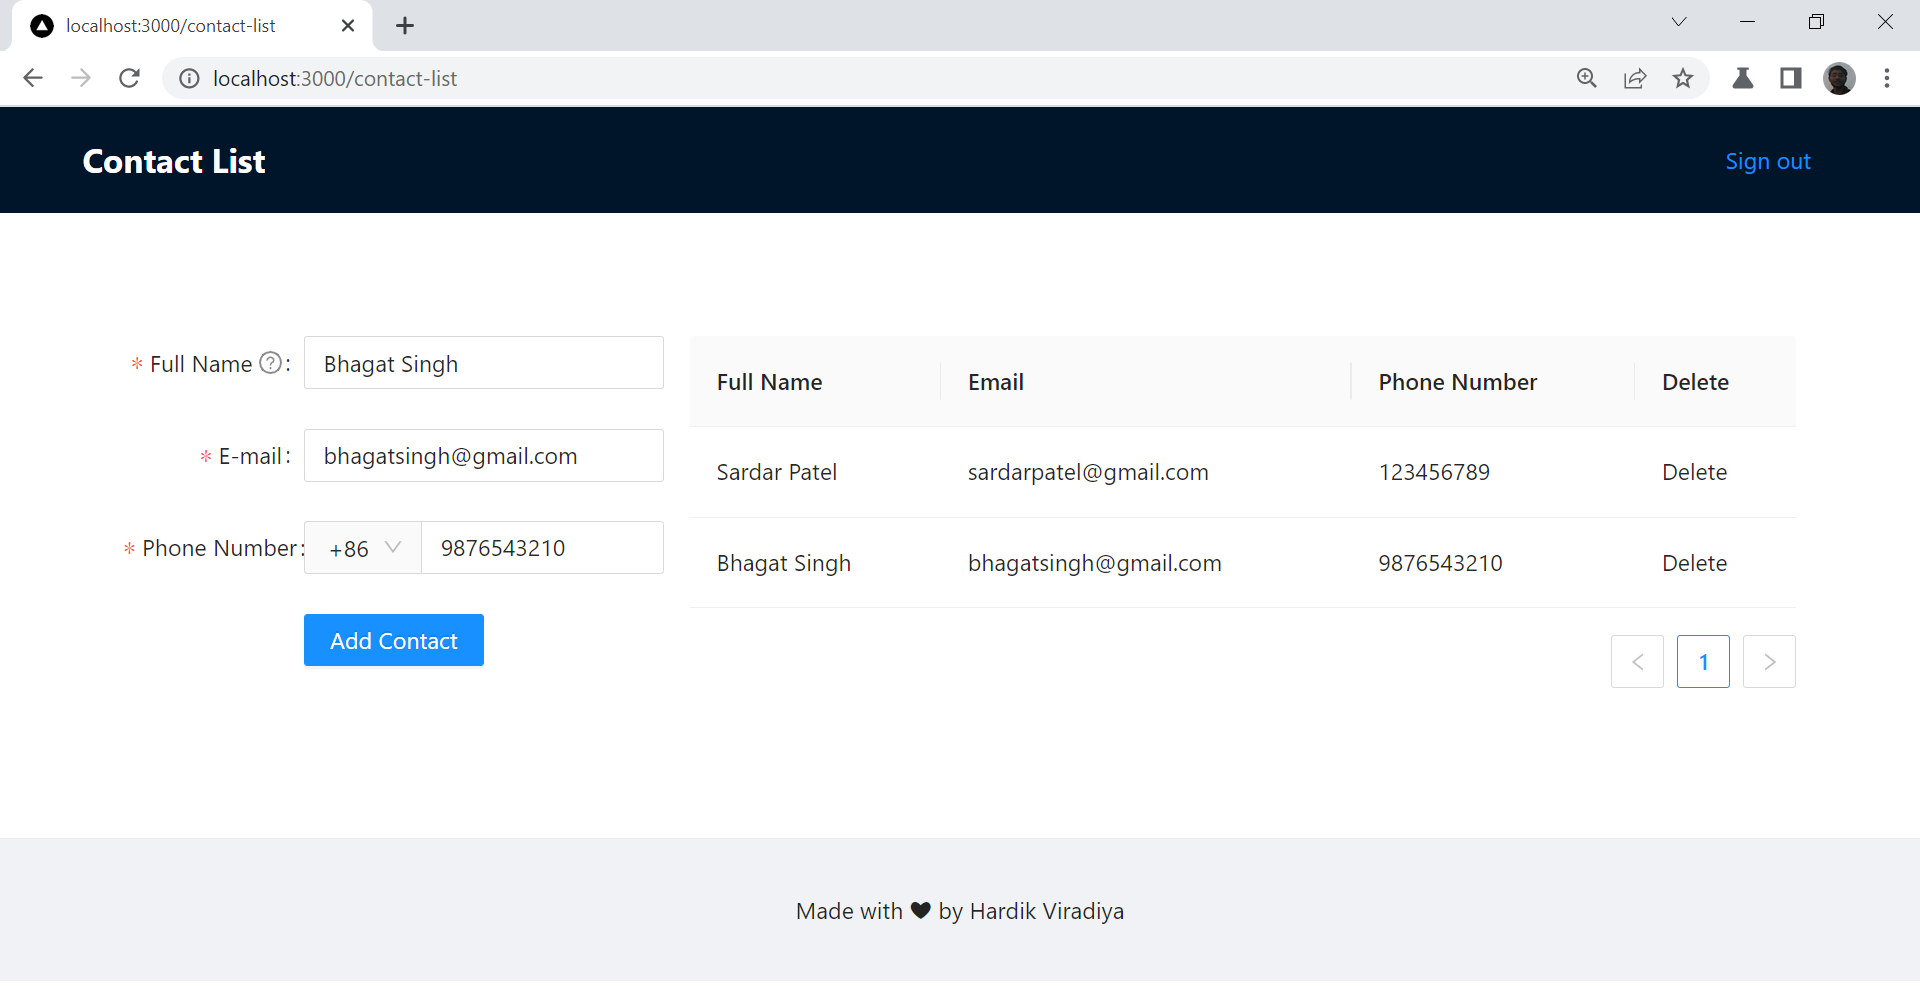 localhost:3000/contact-list
localhost:3000/contact-list
Contact List
Sign out
* Full Name ? :
Bhagat Singh
* E-mail :
bhagatsingh@gmail.com
* Phone Number :
+86
9876543210
Add Contact
Full Name Email Phone Number Delete
Sardar Patel sardarpatel@gmail.com 123456789 Delete
Bhagat Singh bhagatsingh@gmail.com 9876543210 Delete
< 1 >
Made with ♥ by Hardik Viradiya